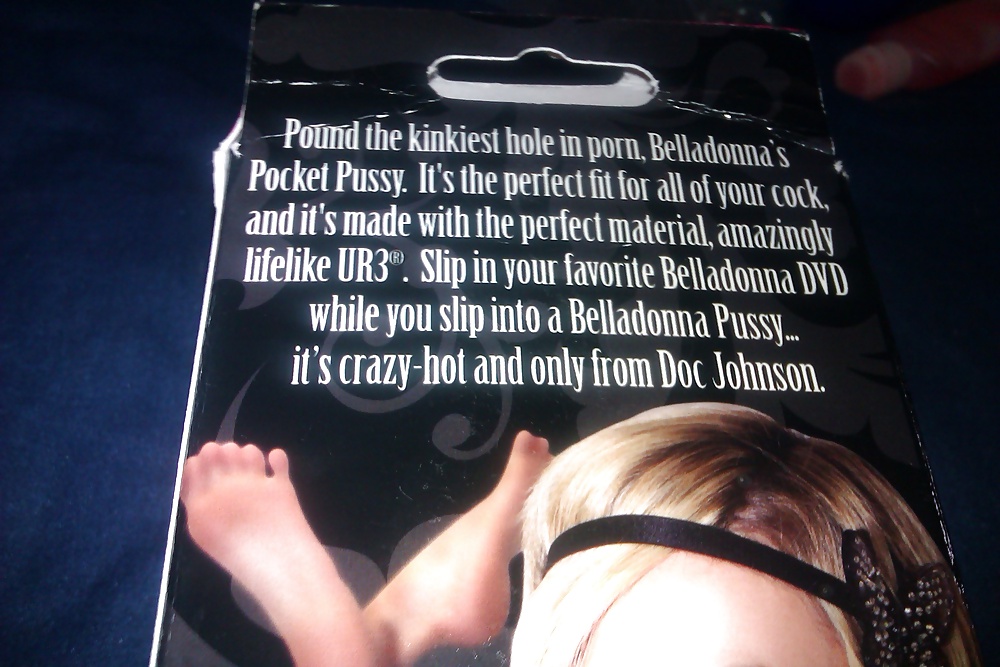 Pound the kinkiest hole in porn, Belladonna's
Pocket Pussy. It's the perfect fit for all of your cock,
and it's made with the perfect material, amazingly
lifelike UR3®. Slip in your favorite Belladonna DVD
while you slip into a Belladonna Pussy...
it's crazy-hot and only from Doc Johnson.